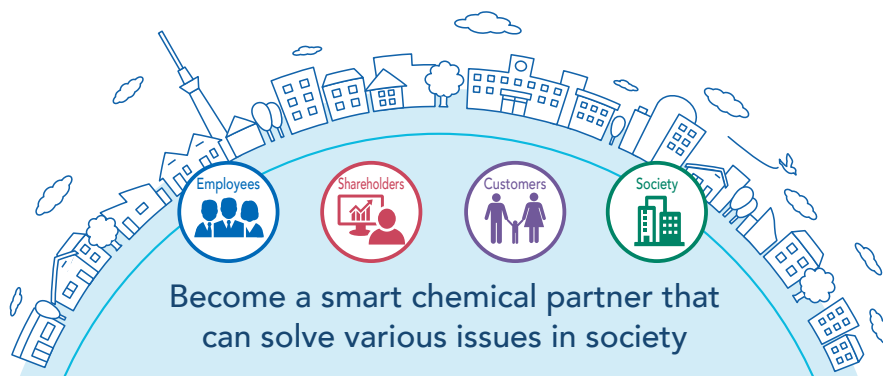 Employees
Shareholders
Customers
Society
Become a smart chemical partner that
can solve various issues in society